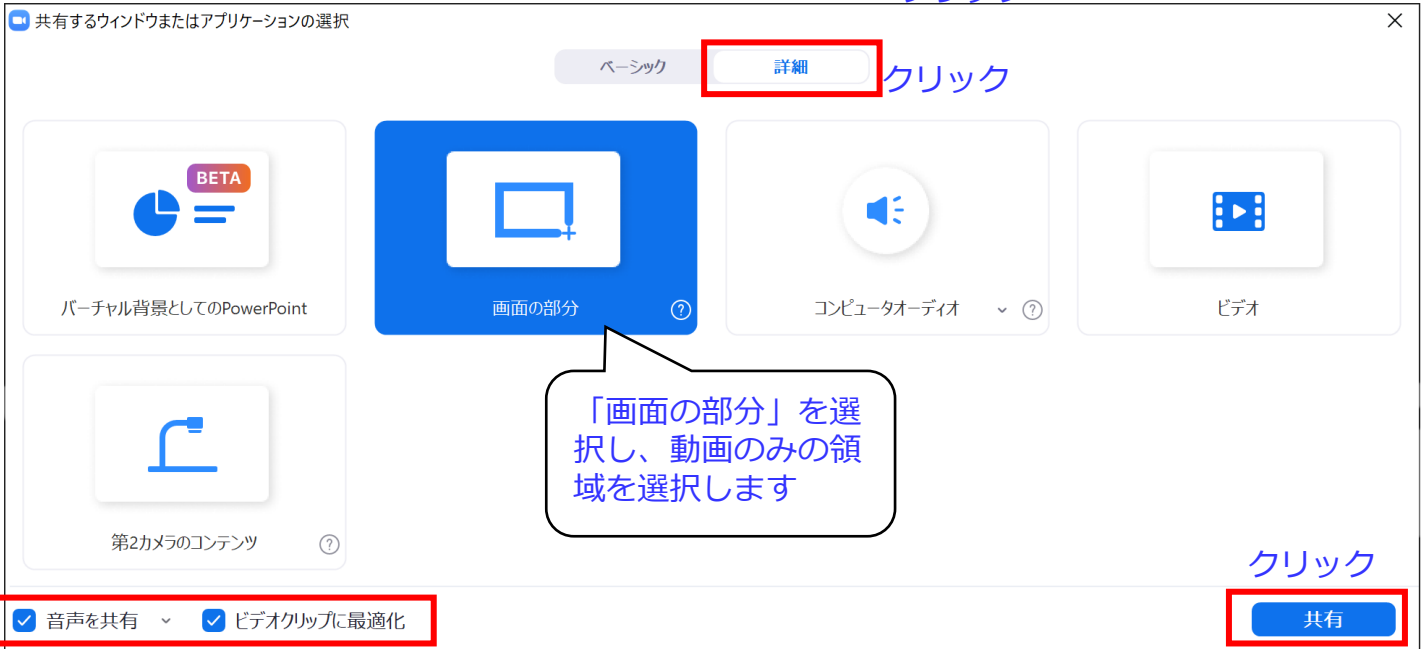 共有するウィンドウまたはアプリケーションの選択
ベーシック
詳細
クリック
BETA
バーチャル背景としてのPowerPoint
画面の部分
コンピュータオーディオ
ビデオ
「画面の部分」を選
択し、動画のみの領
域を選択します
第2カメラのコンテンツ
クリック
音声を共有
ビデオクリップに最適化
共有